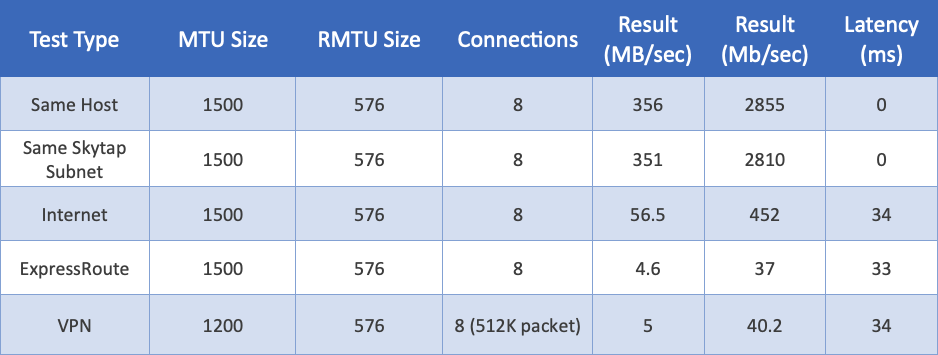 Test Type MTU Size RMTU Size Connections Result (MB/sec) Result (Mb/sec) Latency (ms)
Same Host 1500 576 8 356 2855 0
Same Skytap Subnet 1500 576 8 351 2810 0
Internet 1500 576 8 56.5 452 34
ExpressRoute 1500 576 8 4.6 37 33
VPN 1200 576 8 (512K packet) 5 40.2 34